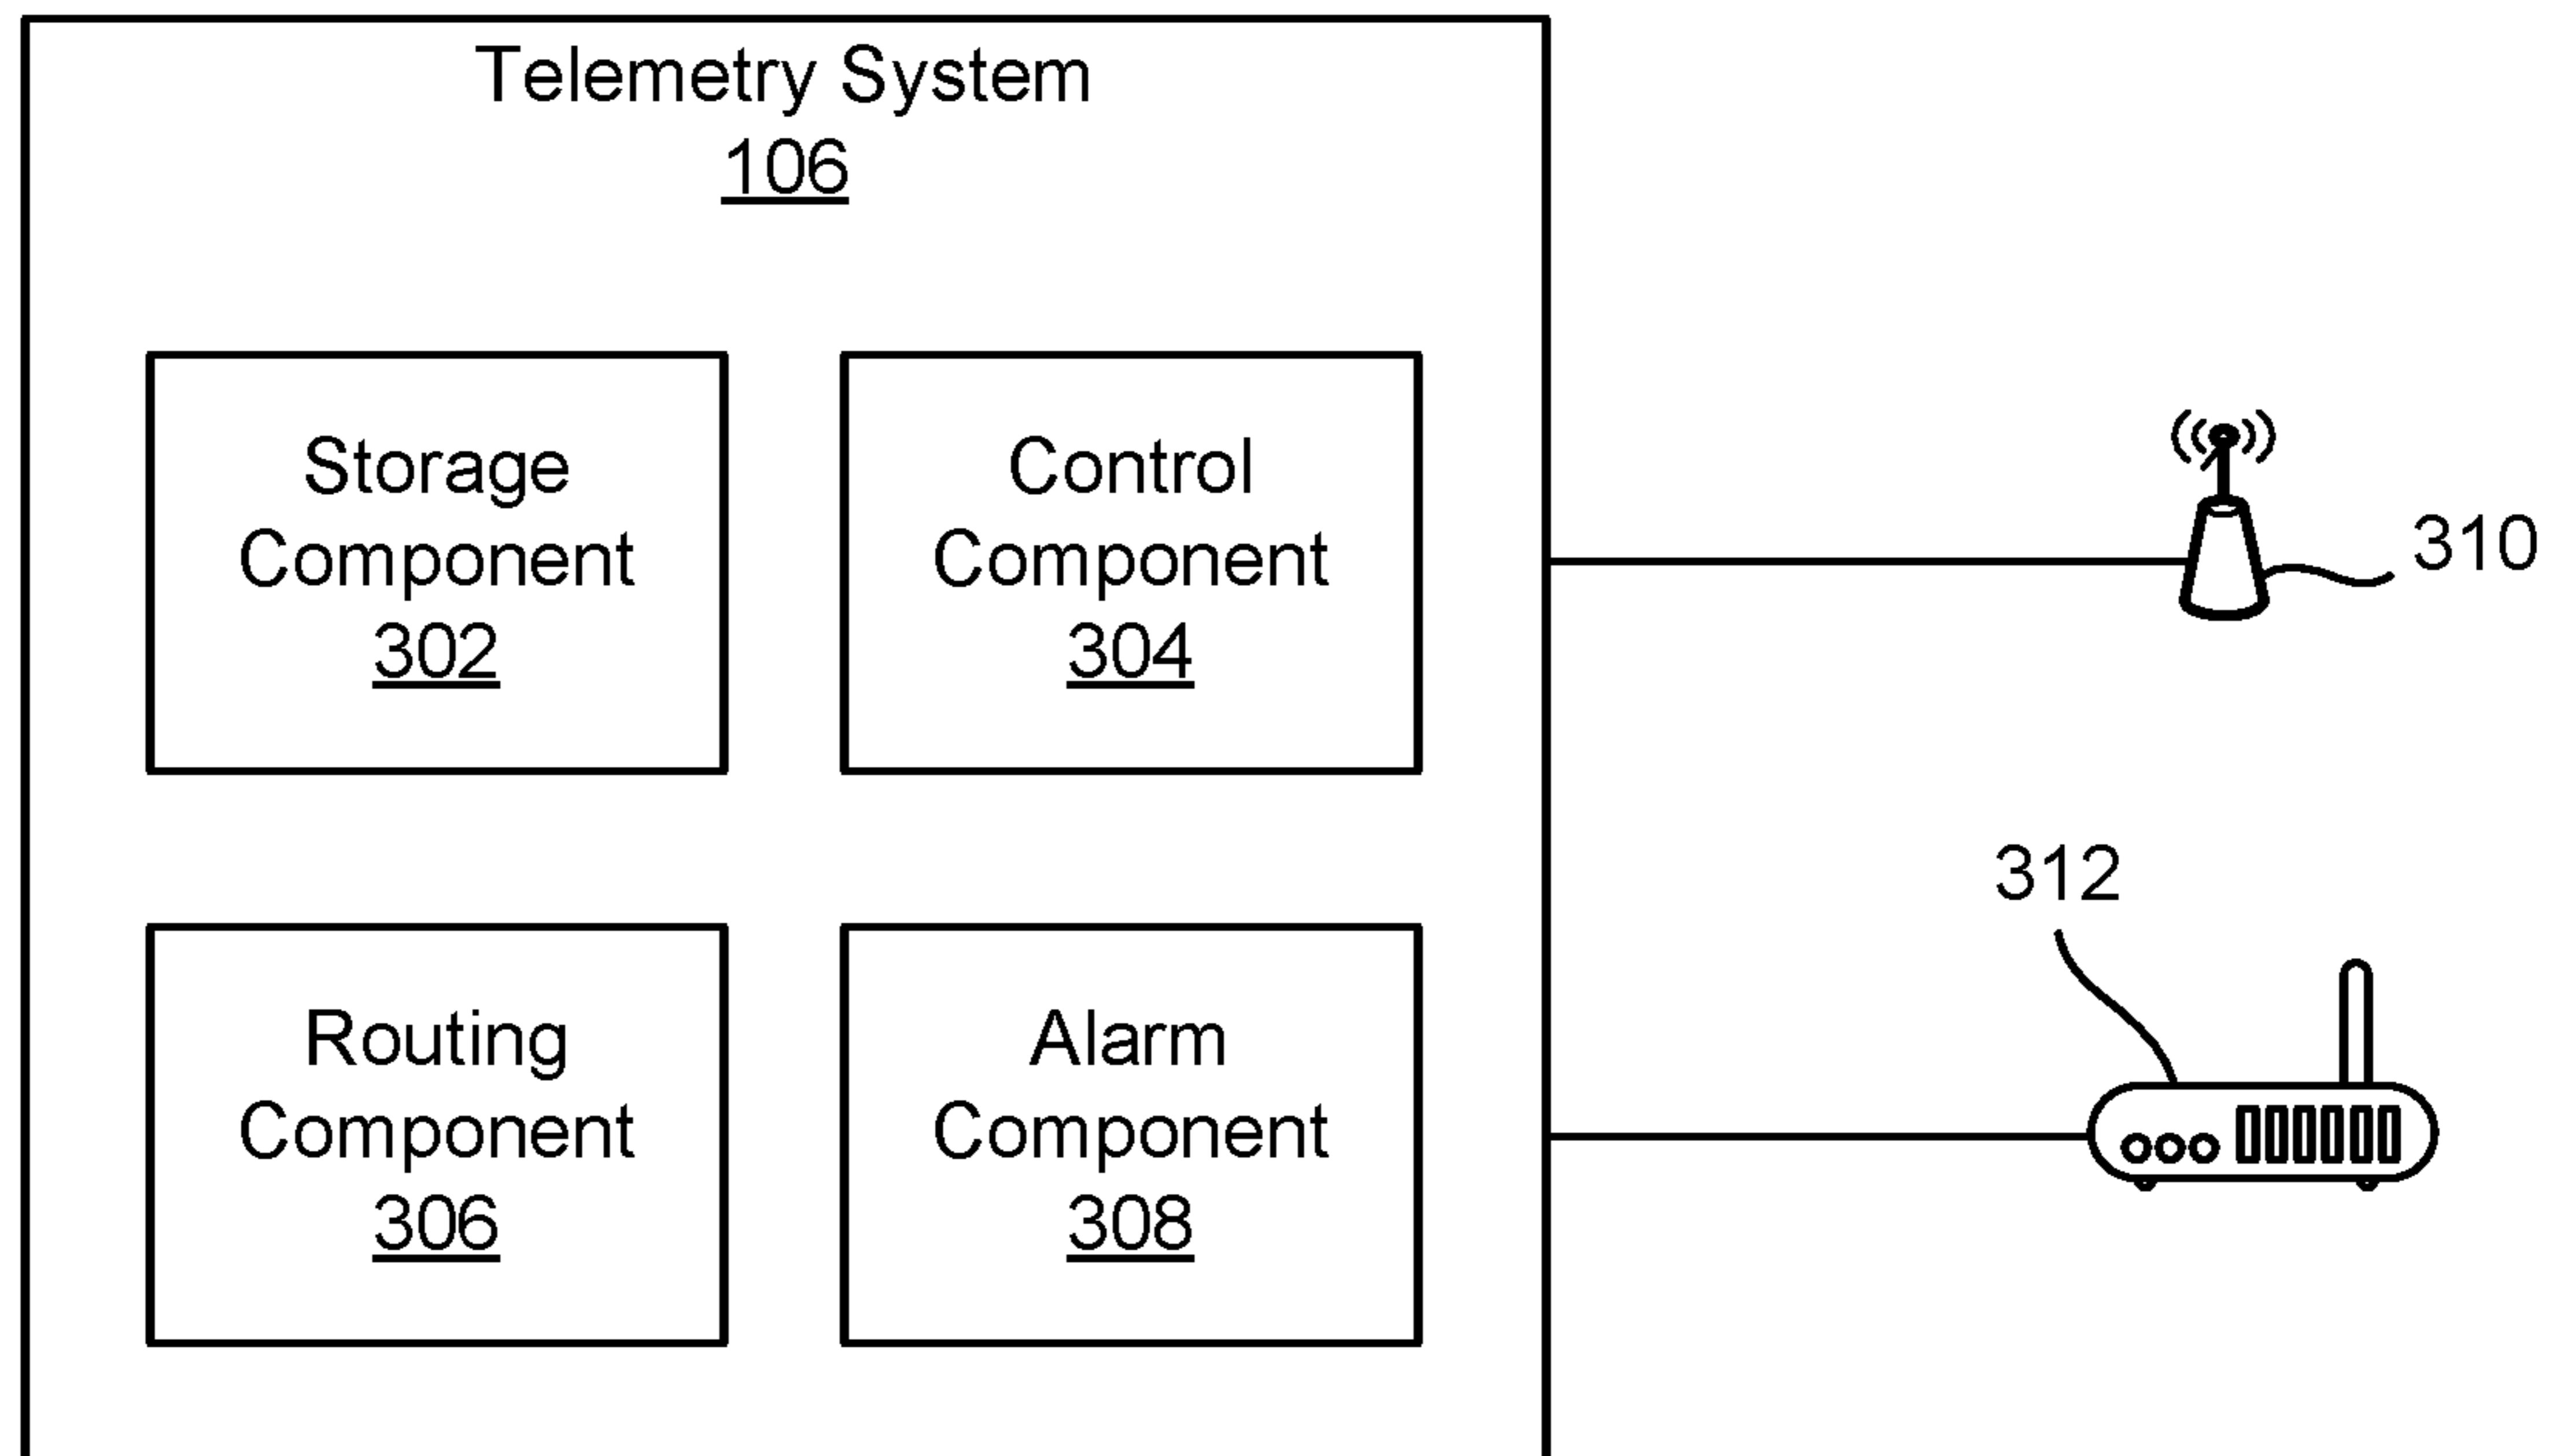 Telemetry System
106
Storage
Component
302
Control
Component
304
310
312
Routing
Component
306
Alarm
Component
308